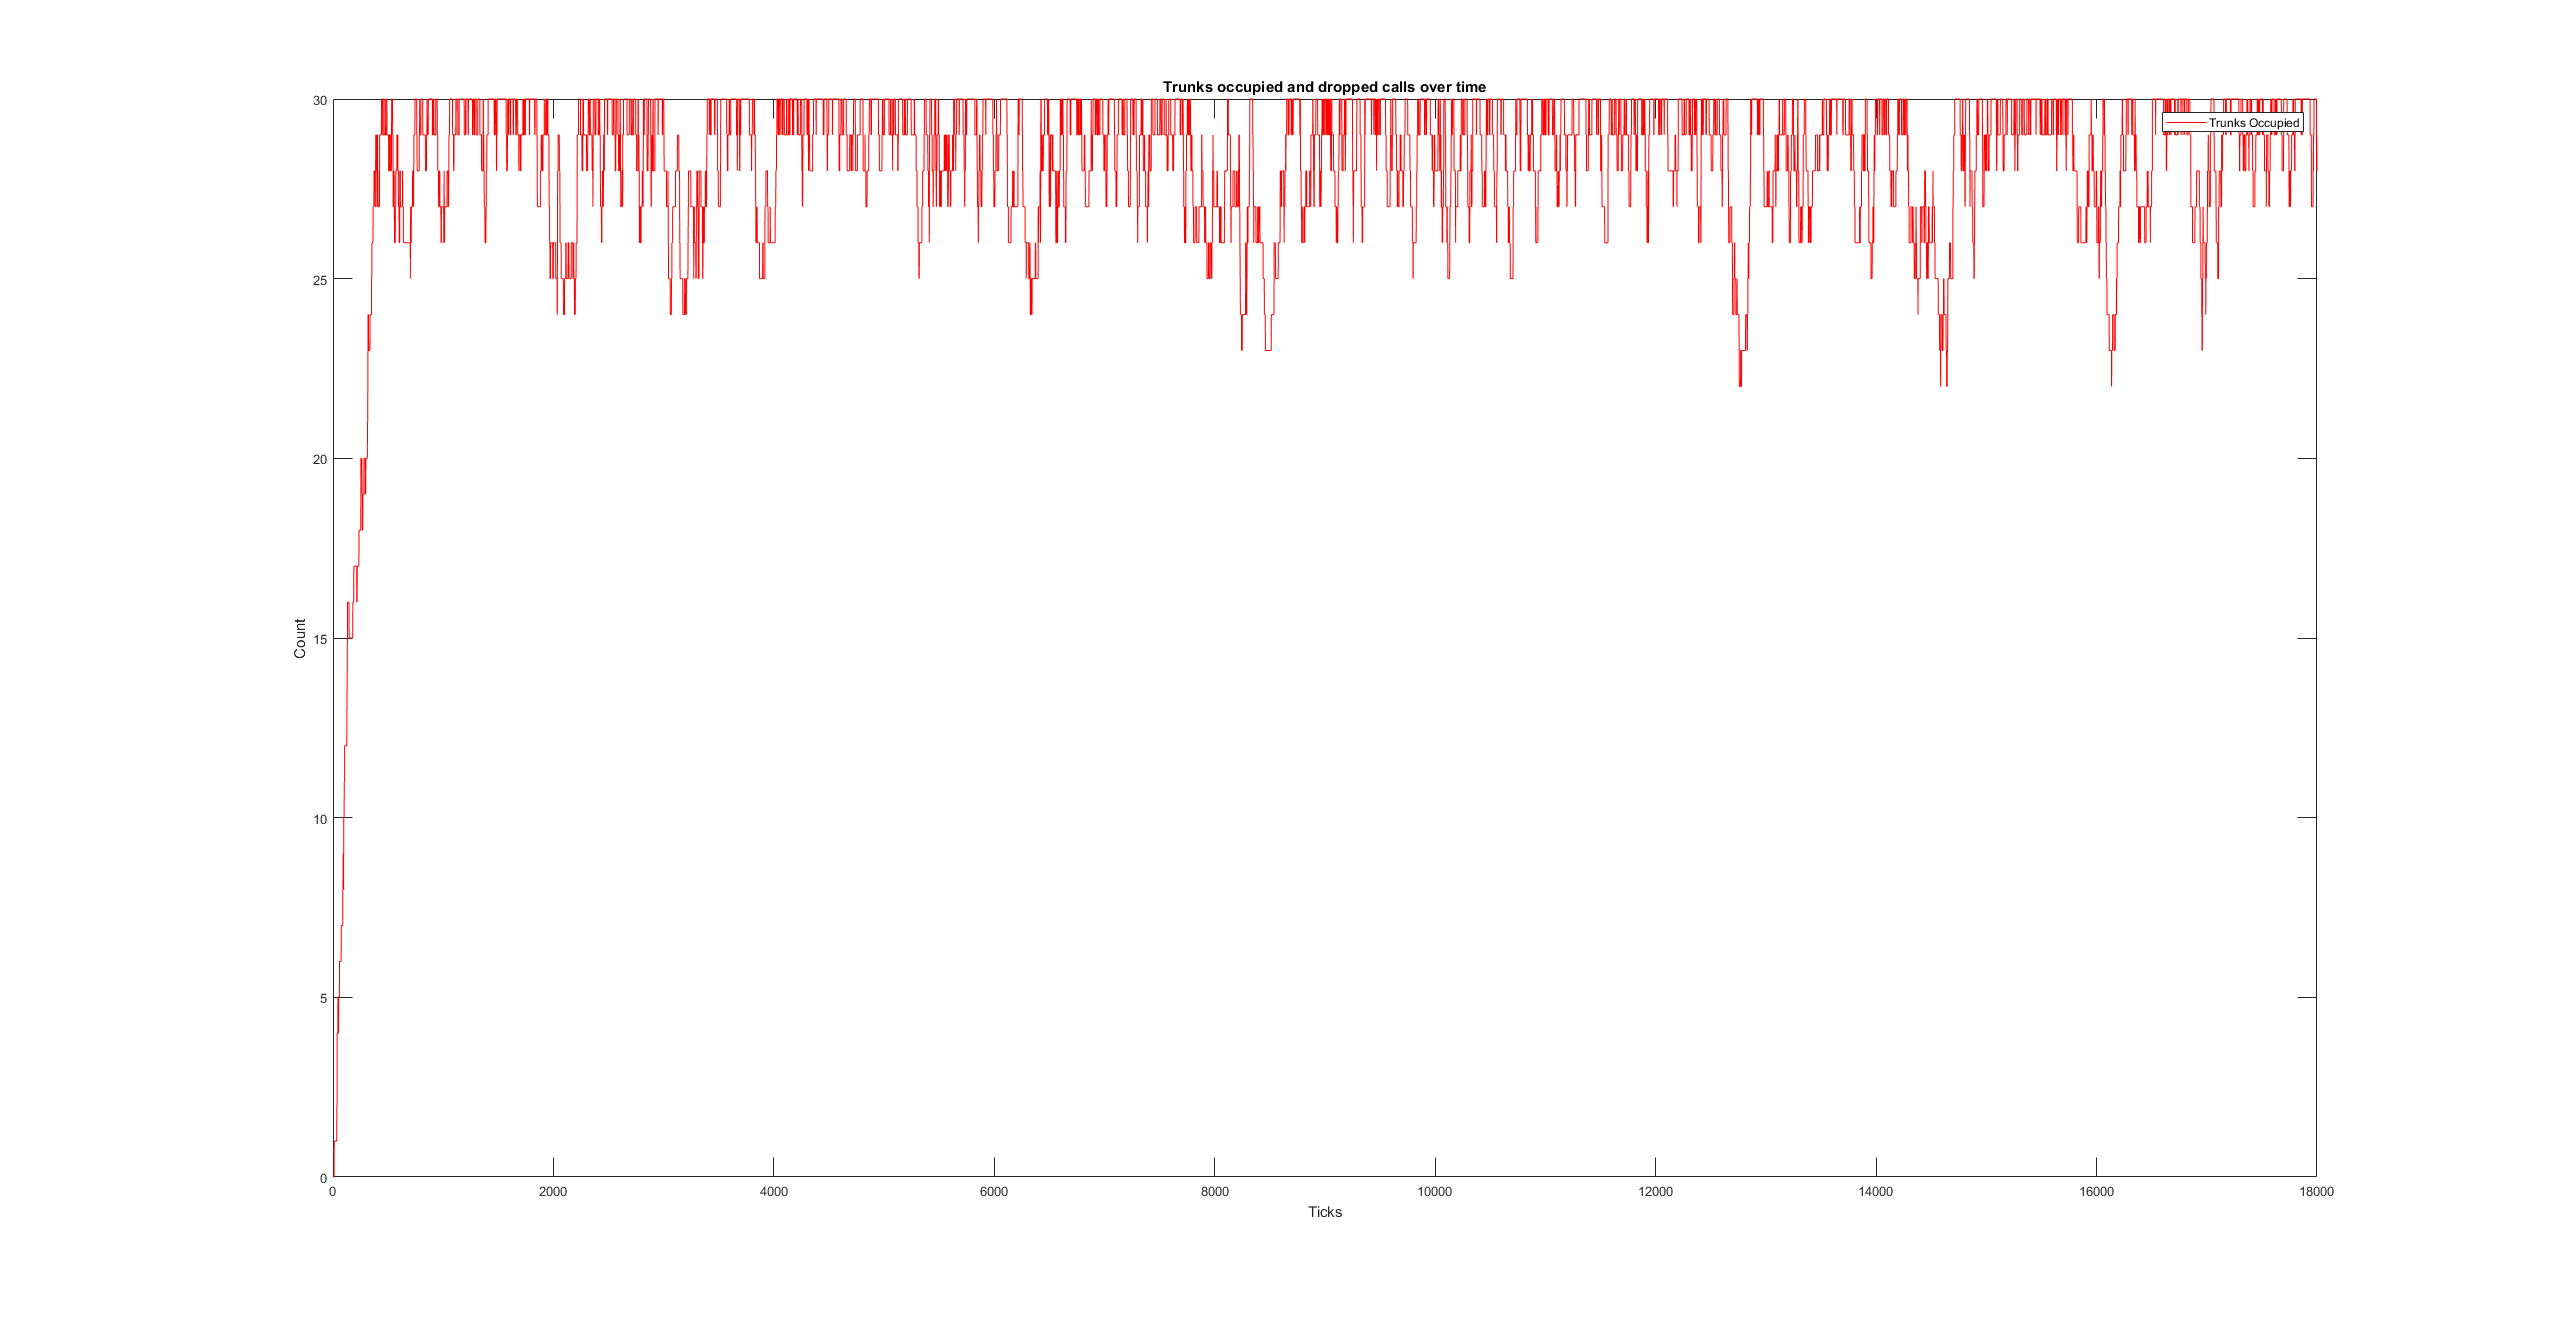 Trunks occupied and dropped calls over time
30
25
20
15
10
5
0
Count
Trunks Occupied
0 2000 4000 6000 8000 10000 12000 14000 16000 18000
Ticks